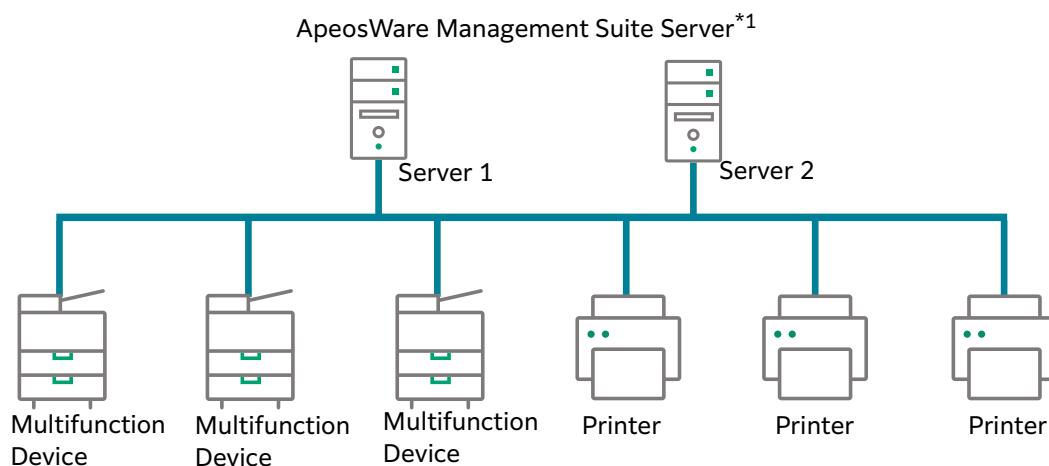 ApeosWare Management Suite Server*1
Server 1
Server 2
Multifunction
Device
Multifunction
Device
Multifunction
Device
Printer
Printer
Printer